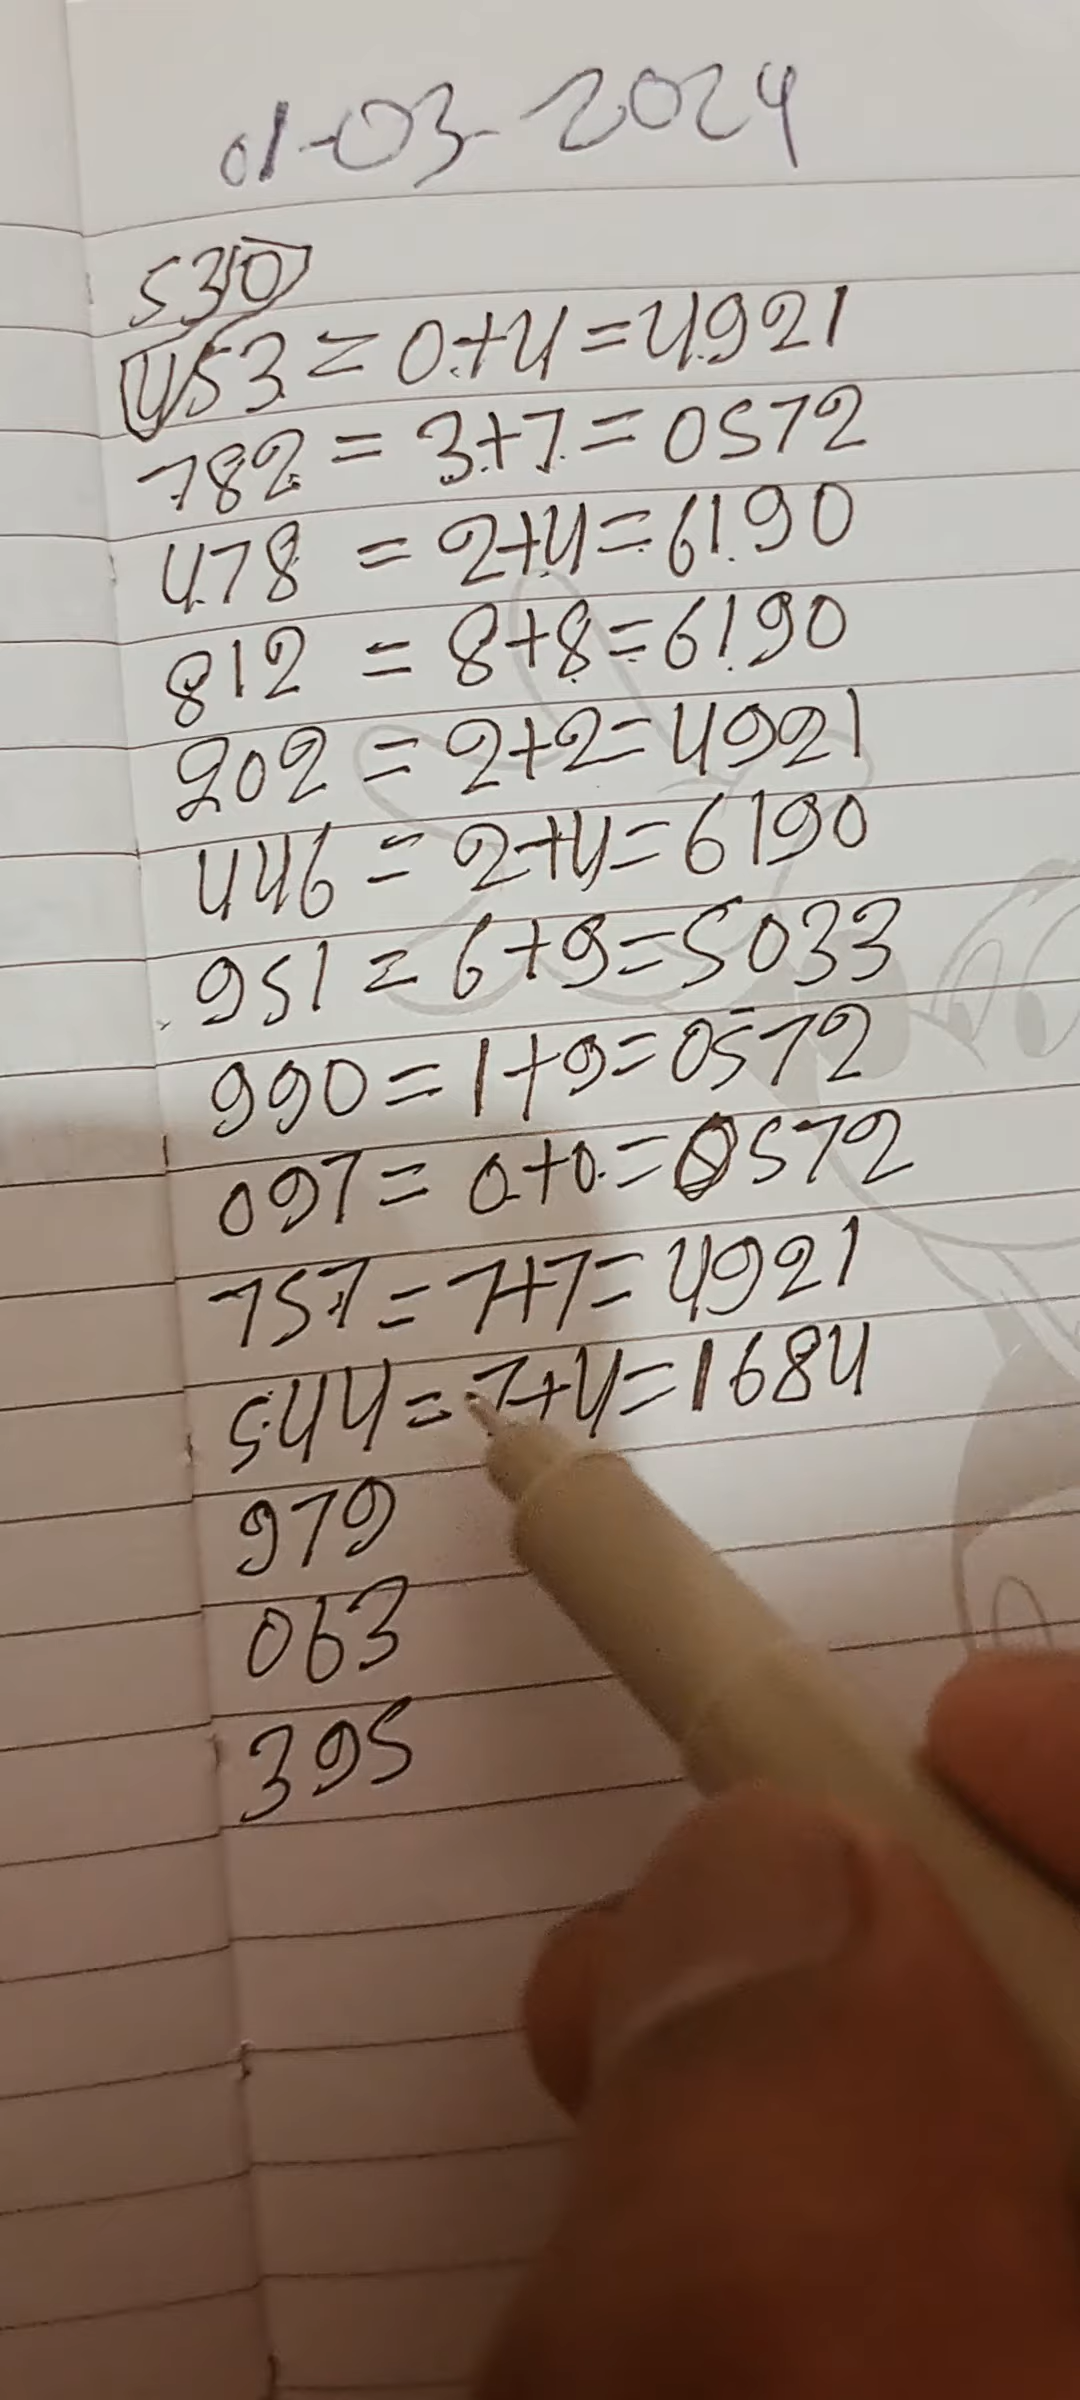 01-03-2024
530
453 = 0+4 = 4921
782 = 3+7 = 0572
478 = 2+4 = 6190
812 = 8+8 = 6190
202 = 2+2 = 4921
446 = 2+4 = 6190
951 = 6+9 = 5033
990 = 1+9 = 0572
097 = 0+0 = 0572
757 = 7+7 = 4921
544 = 7+4 = 1684
979
063
395